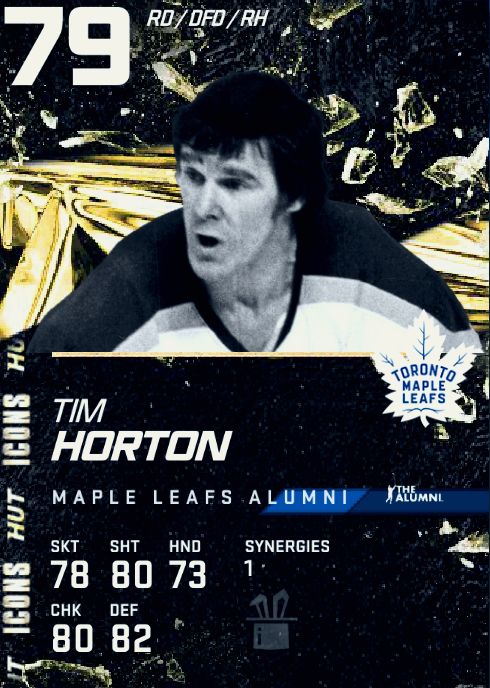 79
RD / DFD / RH
TORONTO
MAPLE
LEAFS
TIM
HORTON
MAPLE LEAFS ALUMNI
THE
ALUMNI
SKT SHT HND SYNERGIES
78 80 73 1
CHK DEF
80 82
HUT
ICONS
HUT
ICONS